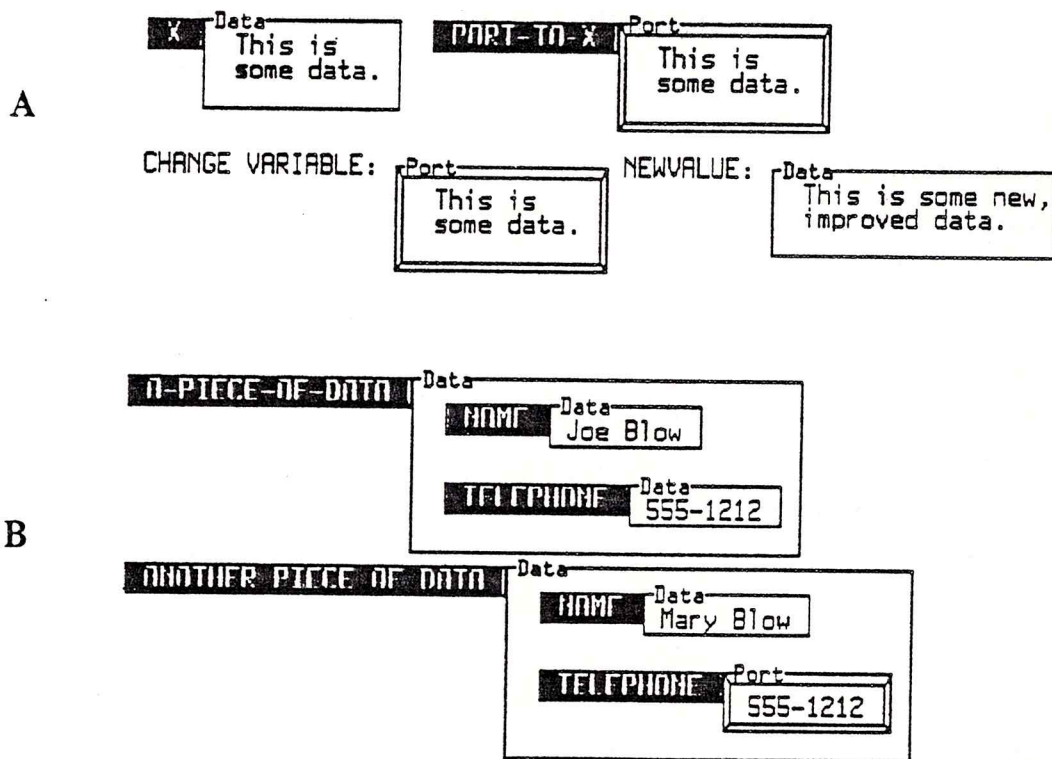 A
X
Data
This is
some data.
PORT-TO-X
Port
This is
some data.
CHANGE VARIABLE:
Port
This is
some data.
NEWVALUE:
Data
This is some new,
improved data.
B
A-PIECE-OF-DATA
Data
NAME
Data
Joe Blow
TELEPHONE
Data
555-1212
ANOTHER PIECE OF DATA
Data
NAME
Data
Mary Blow
TELEPHONE
Port
555-1212